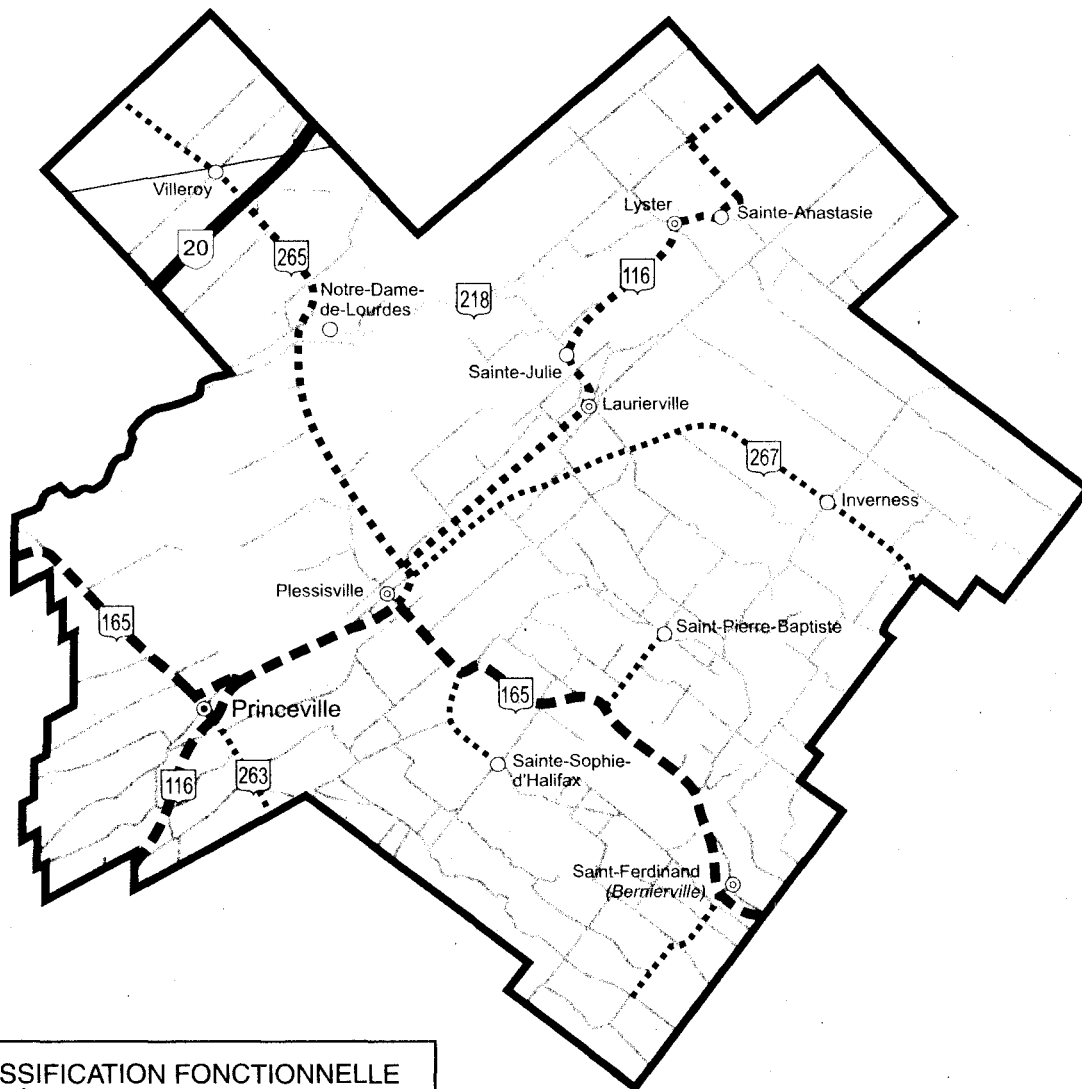 Villeroy
20
265
Notre-Dame-
de-Lourdes
218
Lyster
Sainte-Anastasie
116
Sainte-Julie
Laurierville
267
Inverness
Plessisville
165
Saint-Pierre-Baptiste
165
Princeville
Sainte-Sophie-
d'Halifax
116
263
Saint-Ferdinand
(Bernierville)
SSIFICATION FONCTIONNELLE